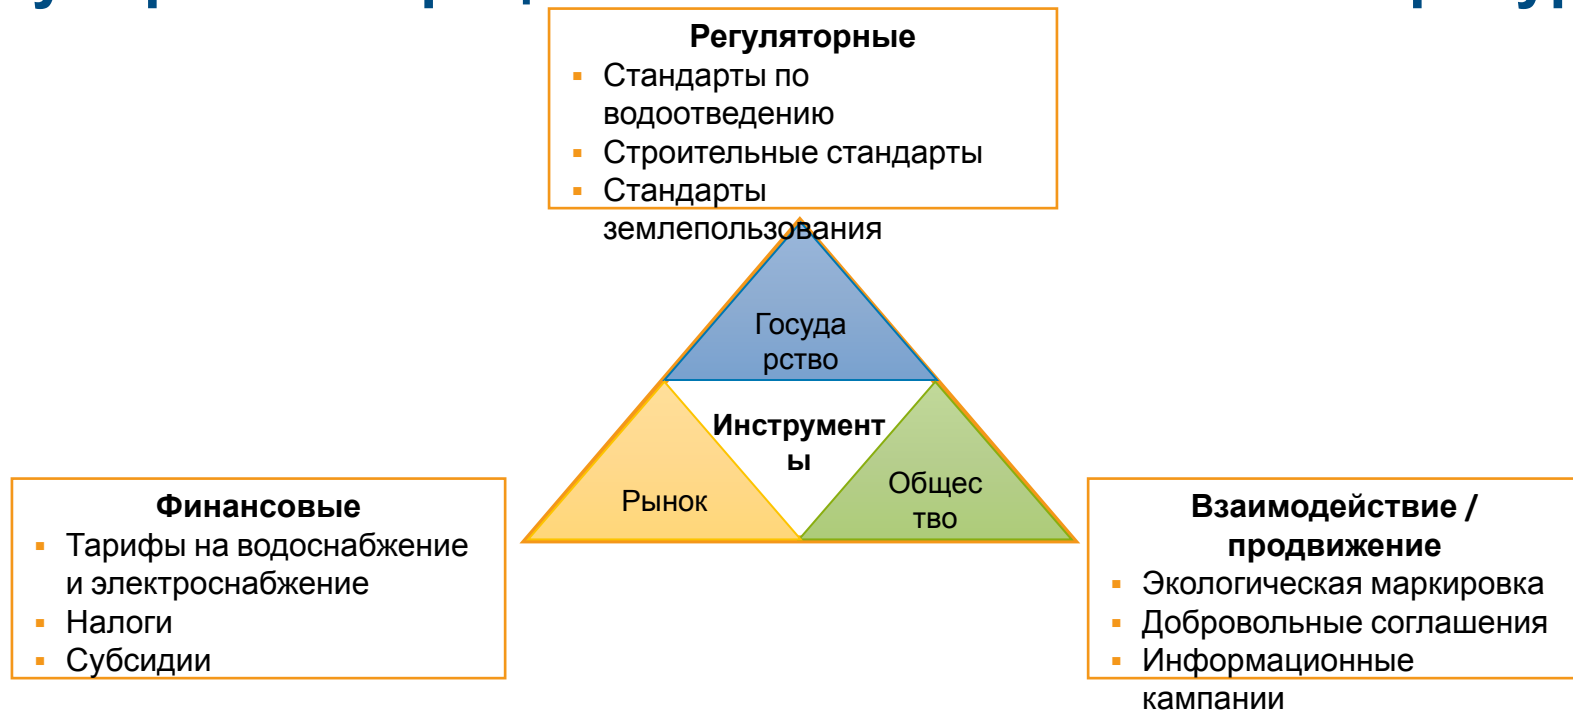 Регуляторные
▪ Стандарты по
водоотведению
▪ Строительные стандарты
▪ Стандарты
землепользования
Госуда
рство
Инструмент
ы
Рынок
Общес
тво
Финансовые
▪ Тарифы на водоснабжение
и электроснабжение
▪ Налоги
▪ Субсидии
Взаимодействие /
продвижение
▪ Экологическая маркировка
▪ Добровольные соглашения
▪ Информационные
кампании